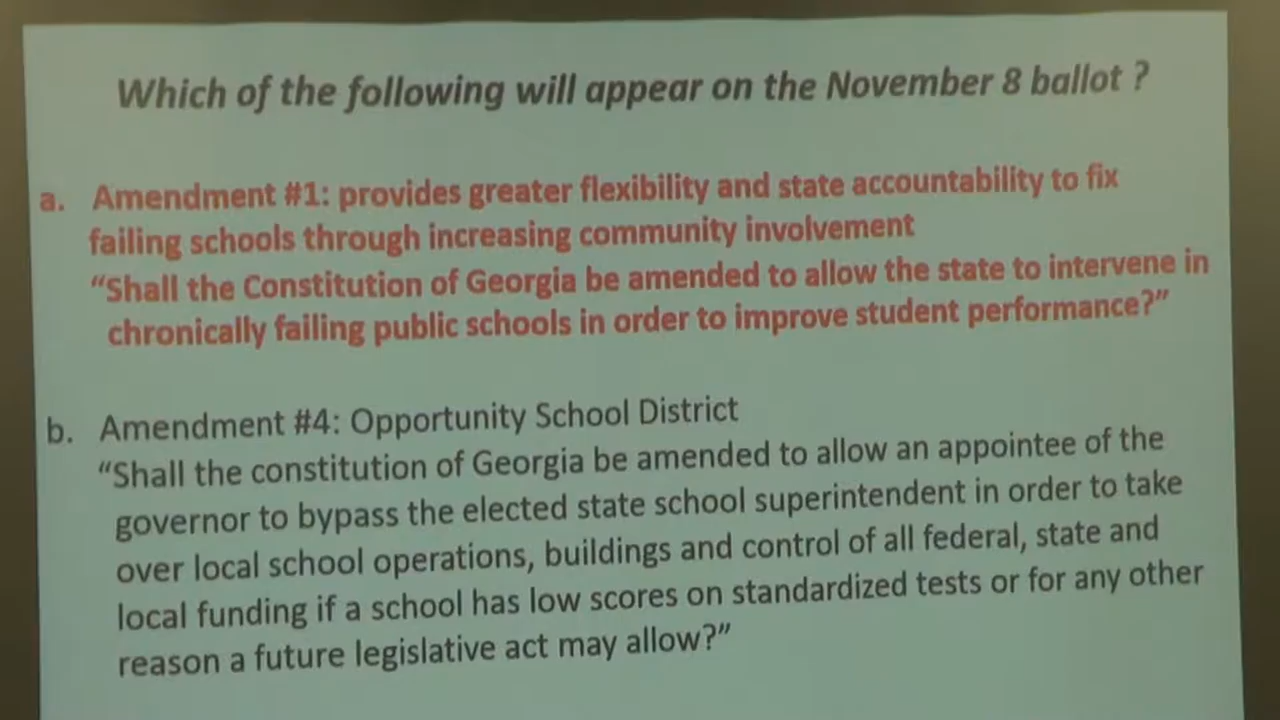 Which of the following will appear on the November 8 ballot ?
a. Amendment #1: provides greater flexibility and state accountability to fix
failing schools through increasing community involvement
“Shall the Constitution of Georgia be amended to allow the state to intervene in
chronically failing public schools in order to improve student performance?”
b. Amendment #4: Opportunity School District
“Shall the constitution of Georgia be amended to allow an appointee of the
governor to bypass the elected state school superintendent in order to take
over local school operations, buildings and control of all federal, state and
local funding if a school has low scores on standardized tests or for any other
reason a future legislative act may allow?”